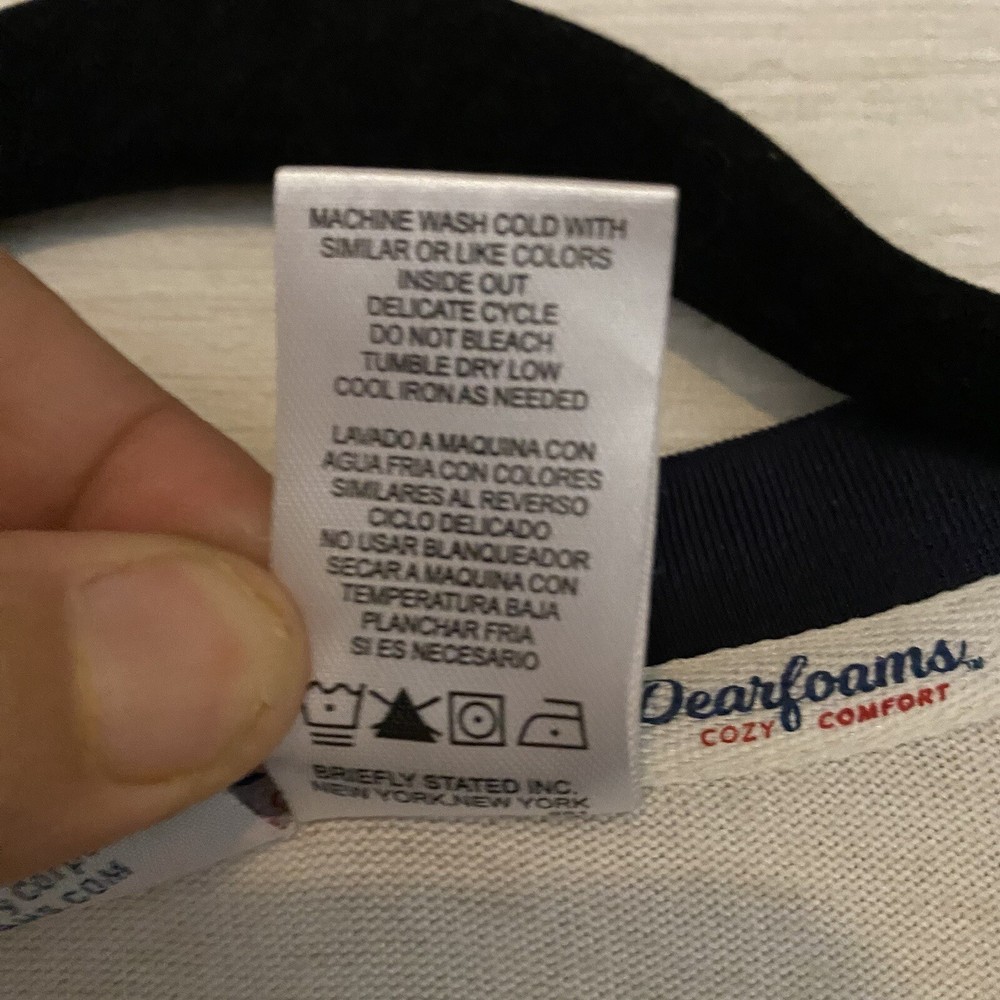 MACHINE WASH COLD WITH
SIMILAR OR LIKE COLORS
INSIDE OUT
DELICATE CYCLE
DO NOT BLEACH
TUMBLE DRY LOW
COOL IRON AS NEEDED
LAVADO A MAQUINA CON
AGUA FRIA CON COLORES
SIMILARES AL REVERSO
CICLO DELICADO
NO USAR BLANQUEADOR
SECAR A MAQUINA CON
TEMPERATURA BAJA
PLANCHAR FRIA
SI ES NECESARIO
BRIEFLY STATED INC.
NEW YORK,NEW YORK
Dearfoams™
COZY COMFORT